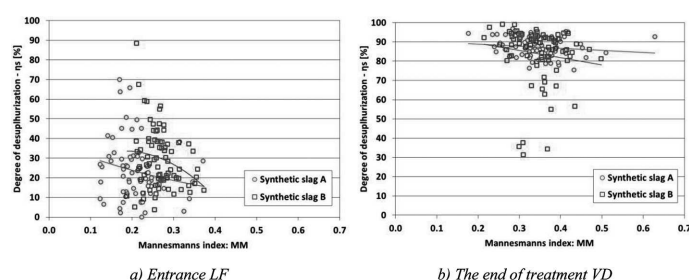 Degree of desulphurization - ηs [%]
100
90
80
70
60
50
40
30
20
10
0
Synthetic slag A
Synthetic slag B
0.0 0.1 0.2 0.3 0.4 0.5 0.6 0.7
Mannesmanns index: MM
a) Entrance LF
Degree of desuplhurization - ηs [%]
100
90
80
70
60
50
40
30
20
10
0
Synthetic slag A
Synthetic slag B
0.0 0.1 0.2 0.3 0.4 0.5 0.6 0.7
Mannesmanns index: MM
b) The end of treatment VD